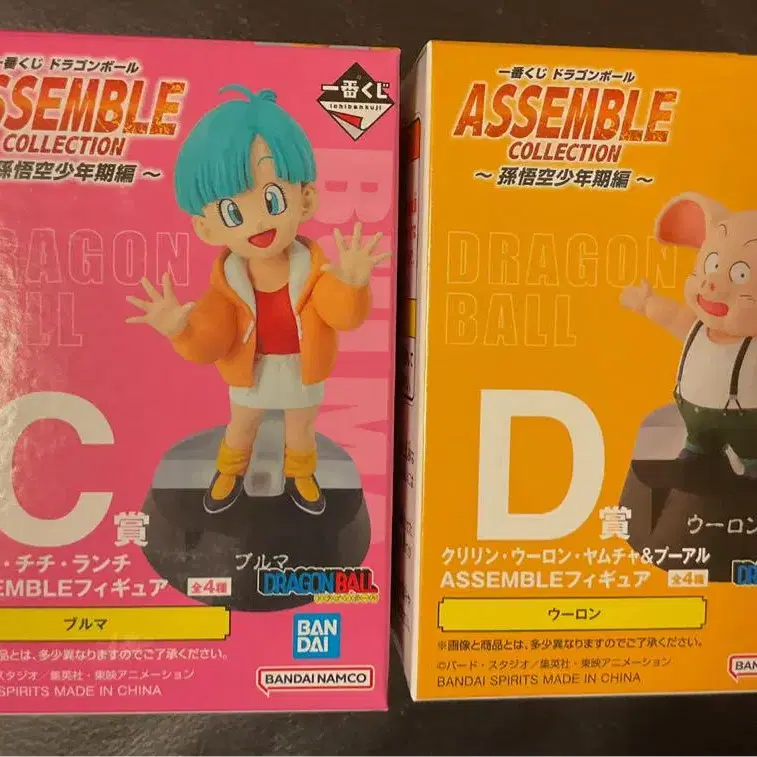 一番くじ ドラゴンボール
SSEMBLE
COLLECTION
孫悟空少年期編 ～
一番くじ
ichibankuji
RAGON
LL
BULMA
C賞
・チチ・ランチ
EMBLEフィギュア 全4種
ブルマ
DRAGON BALL
ブルマ
品とは、多少異なりますのでご了承ください。
スタジオ/集英社・東映アニメーション
SPIRITS MADE IN CHINA
BAN
DAI
BANDAI NAMCO
一番くじ ドラゴンボール
ASSEMBLE
COLLECTION
～ 孫悟空少年期編 ～
DRAGON
BALL
D賞
ウーロン
クリリン・ウーロン・ヤムチャ&プーアル
ASSEMBLEフィギュア 全4種
ウーロン
※画像と商品とは、多少異なりますのでご了承ください。
©バード・スタジオ/集英社・東映アニメーション
BANDAI SPIRITS MADE IN CHINA